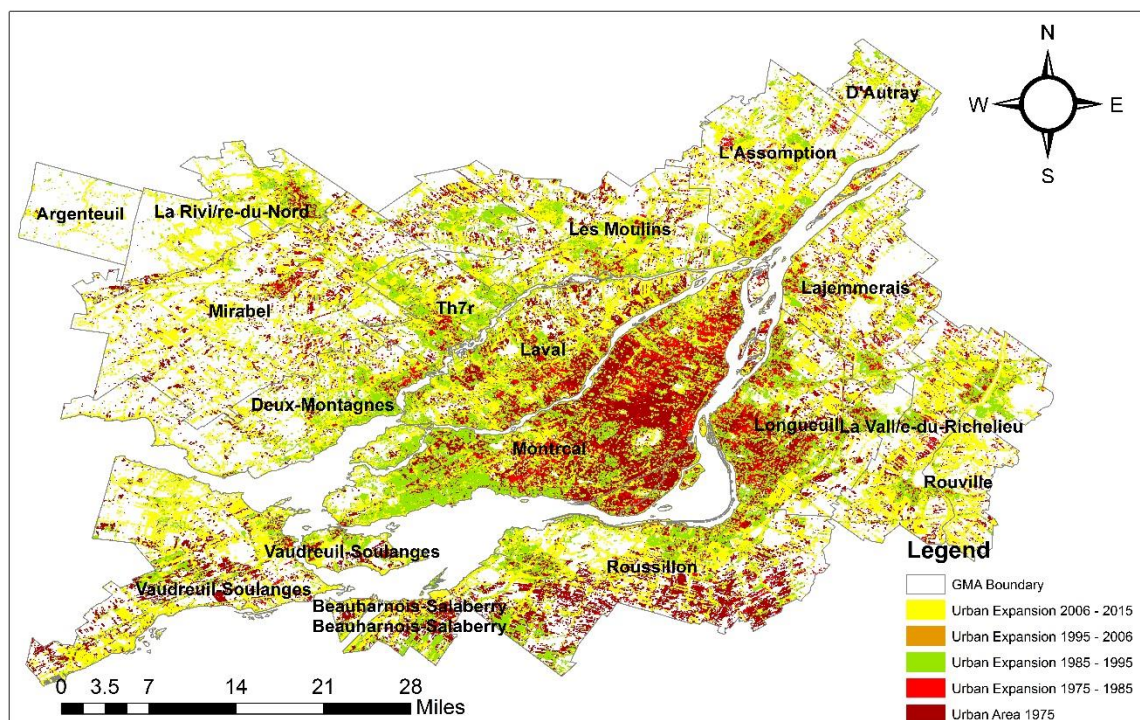 N
W E
S
D'Autray
L'Assomption
Argenteuil
La Rivi/re-du-Nord
Les Moulins
Mirabel
Th7r
Lajemmerais
Laval
Deux-Montagnes
Montrcal
Longueuil
La Vall/e-du-Richelieu
Rouville
Vaudreuil-Soulanges
Roussillon
Vaudreuil-Soulanges
Beauharnois-Salaberry
Beauharnois-Salaberry
Legend
GMA Boundary
Urban Expansion 2006 - 2015
Urban Expansion 1995 - 2006
Urban Expansion 1985 - 1995
Urban Expansion 1975 - 1985
Urban Area 1975
0 3.5 7 14 21 28
Miles